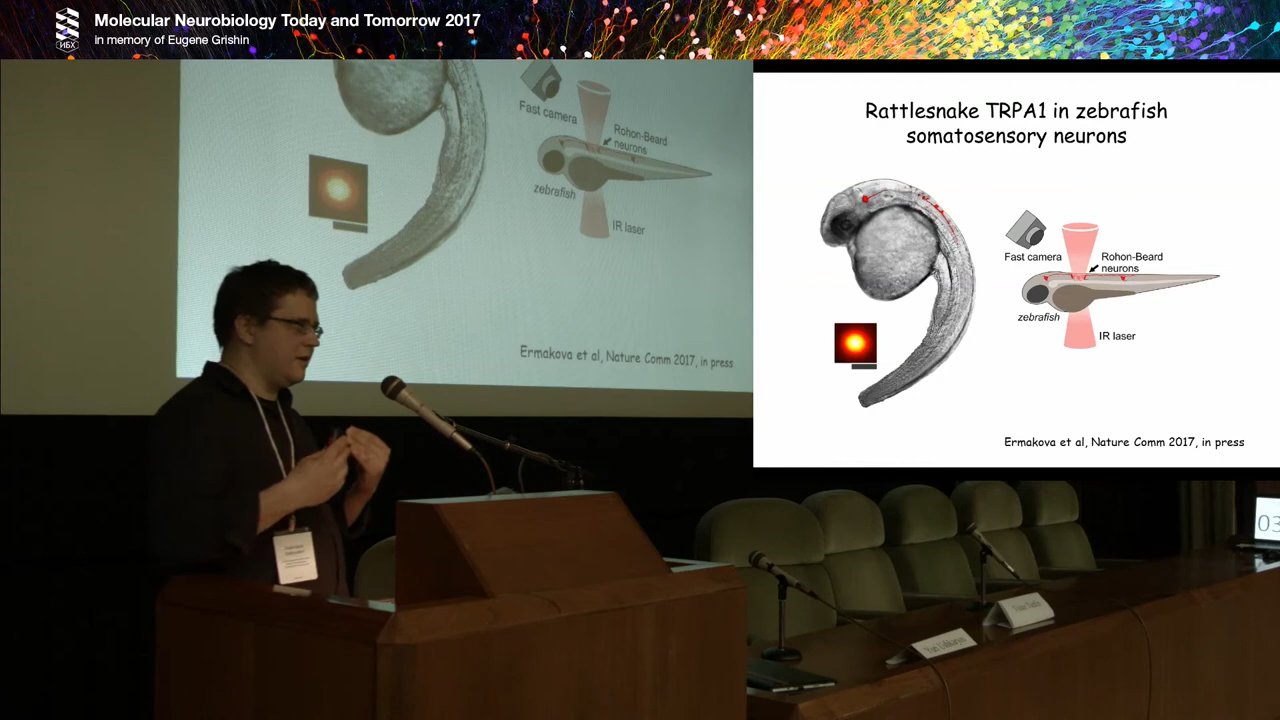 ИБХ
Molecular Neurobiology Today and Tomorrow 2017
in memory of Eugene Grishin
Fast camera
Rohon-Beard
neurons
zebrafish
IR laser
Ermakova et al, Nature Comm 2017, in press
Rattlesnake TRPA1 in zebrafish
somatosensory neurons
Fast camera
Rohon-Beard
neurons
zebrafish
IR laser
Ermakova et al, Nature Comm 2017, in press
03
Yuri